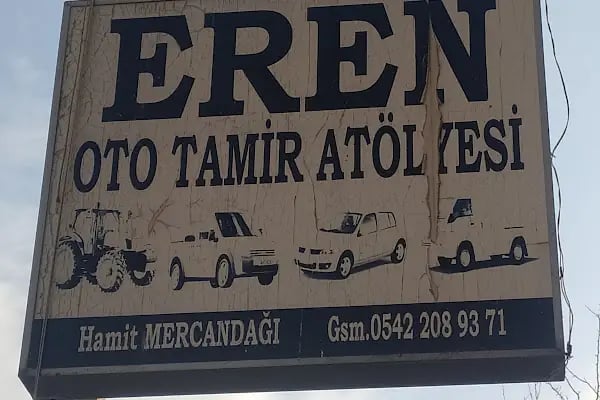 EREN
OTO TAMİR ATÖLYESİ
Hamit MERCANDAĞI Gsm.0542 208 93 71